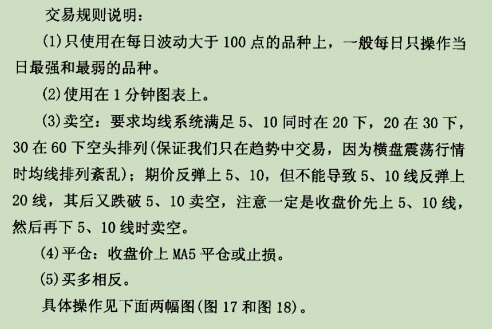 交易规则说明：
(1)只使用在每日波动大于 100 点的品种上，一般每日只操作当
日最强和最弱的品种。
(2)使用在 1 分钟图表上。
(3)卖空：要求均线系统满足 5、10 同时在 20 下，20 在 30 下，
30 在 60 下空头排列(保证我们只在趋势中交易，因为横盘震荡行情
时均线排列紊乱)；期价反弹上 5、10，但不能导致 5、10 线反弹上
20 线，其后又跌破 5、10 卖空，注意一定是收盘价先上 5、10 线，
然后再下 5、10 线时卖空。
(4)平仓：收盘价上 MA5 平仓或止损。
(5)买多相反。
具体操作见下面两幅图(图 17 和图 18)。